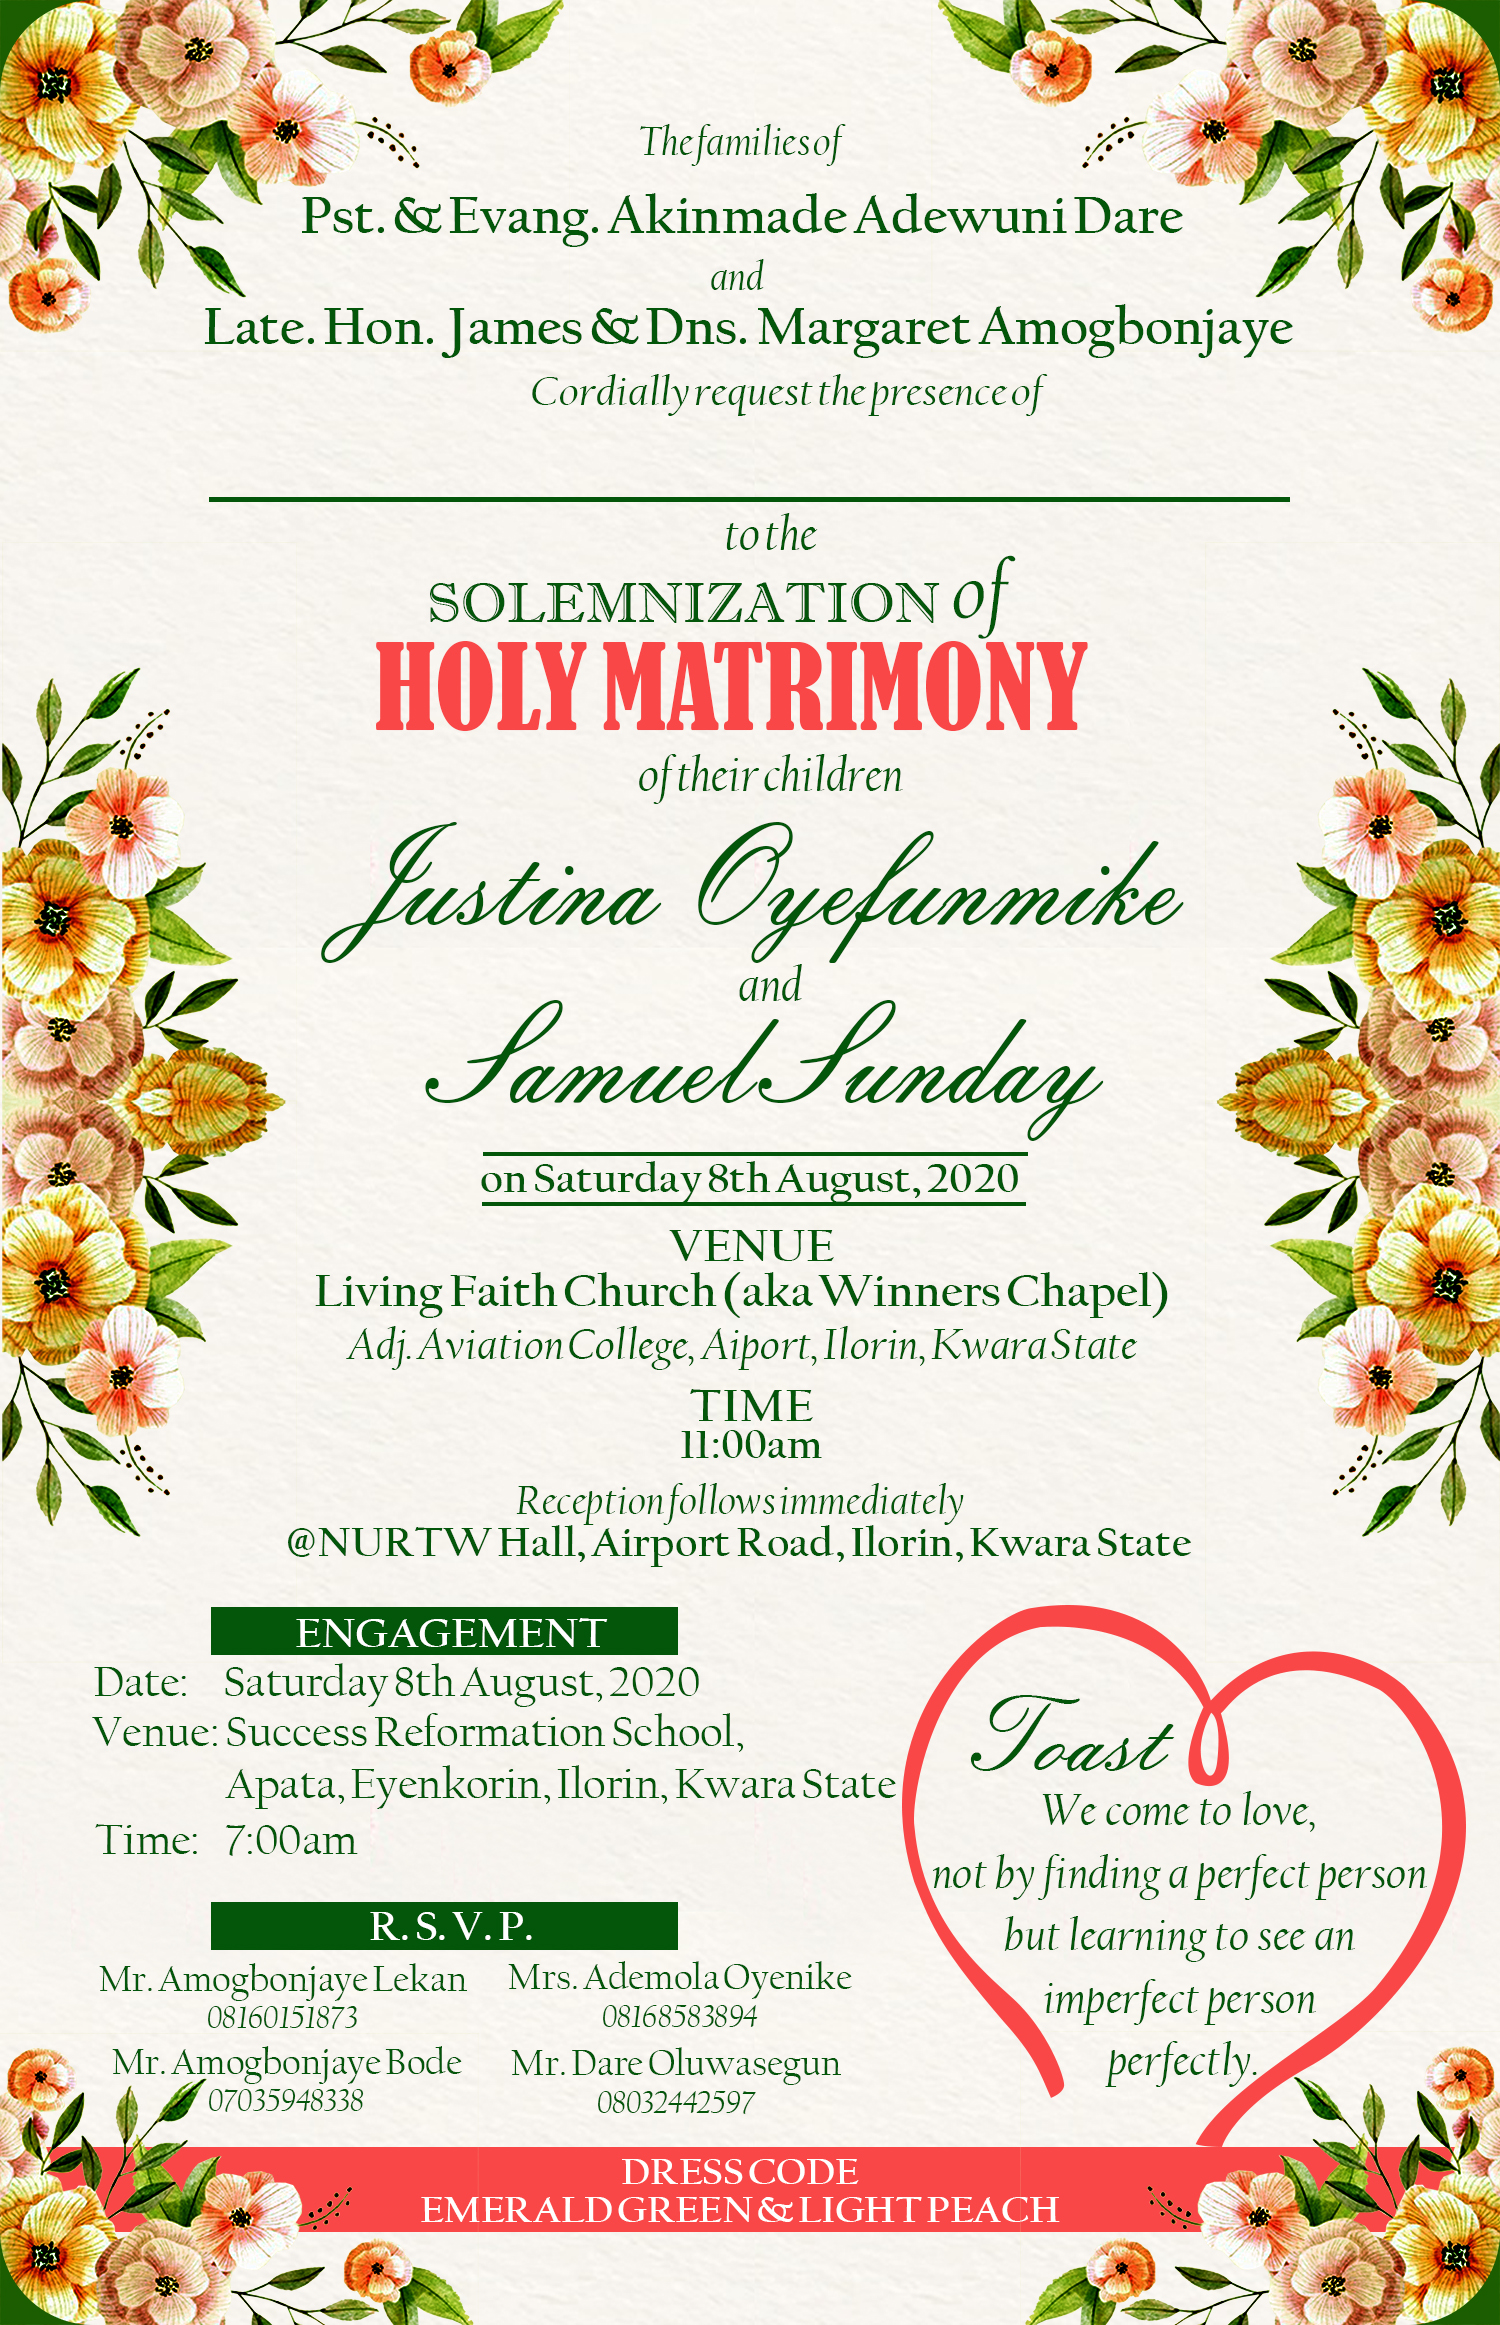 The families of
Pst. & Evang. Akinmade Adewuni Dare
and
Late. Hon. James & Dns. Margaret Amogbonjaye
Cordially request the presence of
to the
SOLEMNIZATION of
HOLY MATRIMONY
of their children
Justina Oyefunmike
and
Samuel Sunday
on Saturday 8th August, 2020
VENUE
Living Faith Church (aka Winners Chapel)
Adj. Aviation College, Aiport, Ilorin, Kwara State
TIME
11:00am
Reception follows immediately
@NURTW Hall, Airport Road, Ilorin, Kwara State
ENGAGEMENT
Date: Saturday 8th August, 2020
Venue: Success Reformation School,
Apata, Eyenkorin, Ilorin, Kwara State
Time: 7:00am
R. S. V. P.
Mr. Amogbonjaye Lekan
08160151873
Mrs. Ademola Oyenike
08168583894
Mr. Amogbonjaye Bode
07035948338
Mr. Dare Oluwasegun
08032442597
Toast
We come to love,
not by finding a perfect person
but learning to see an
imperfect person
perfectly.
DRESS CODE
EMERALD GREEN & LIGHT PEACH